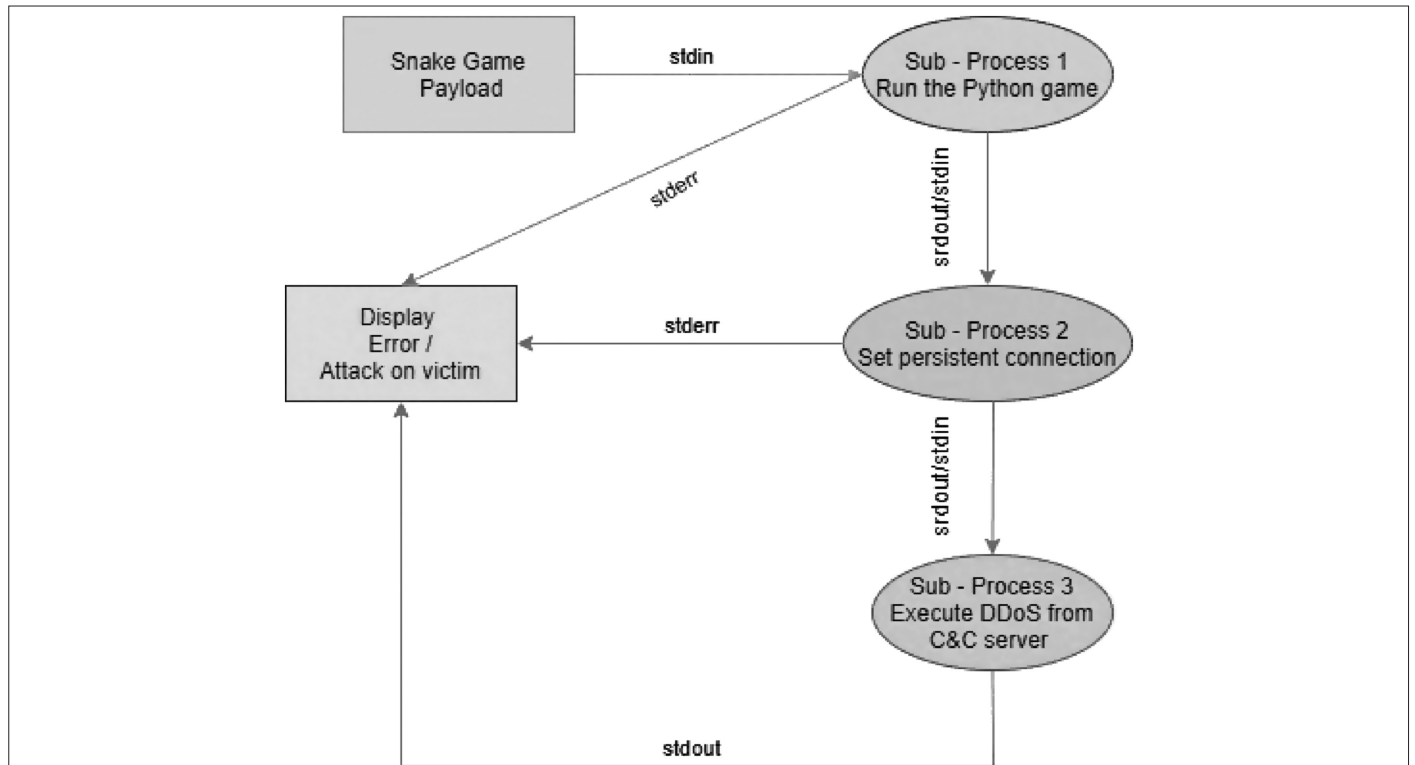 Snake Game
Payload
stdin
Sub - Process 1
Run the Python game
stderr
srdout/stdin
Display
Error /
Attack on victim
stderr
Sub - Process 2
Set persistent connection
srdout/stdin
Sub - Process 3
Execute DDoS from
C&C server
stdout